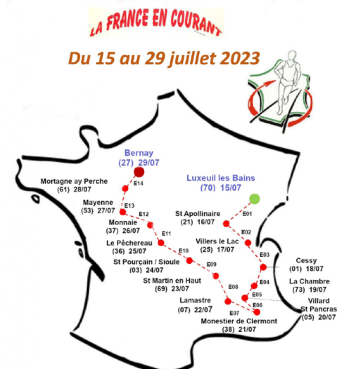 LA FRANCE EN COURANT
Du 15 au 29 juillet 2023
Bernay
(27) 29/07
Luxeuil les Bains
(70) 15/07
E14
Mortagne ay Perche
(61) 28/07
E13
Mayenne
(53) 27/07
E12
Monnaie
(37) 26/07
E11
Le Pêchereau
(36) 25/07
E10
St Pourçain / Sioule
(03) 24/07
E09
St Martin en Haut
(69) 23/07
E08
Lamastre
(07) 22/07
E07
Monestier de Clermont
(38) 21/07
E01
St Apollinaire
(21) 16/07
E02
Villers le Lac
(25) 17/07
E03
Cessy
(01) 18/07
E04
La Chambre
(73) 19/07
E05
Villard
St Pancras
(05) 20/07
E06